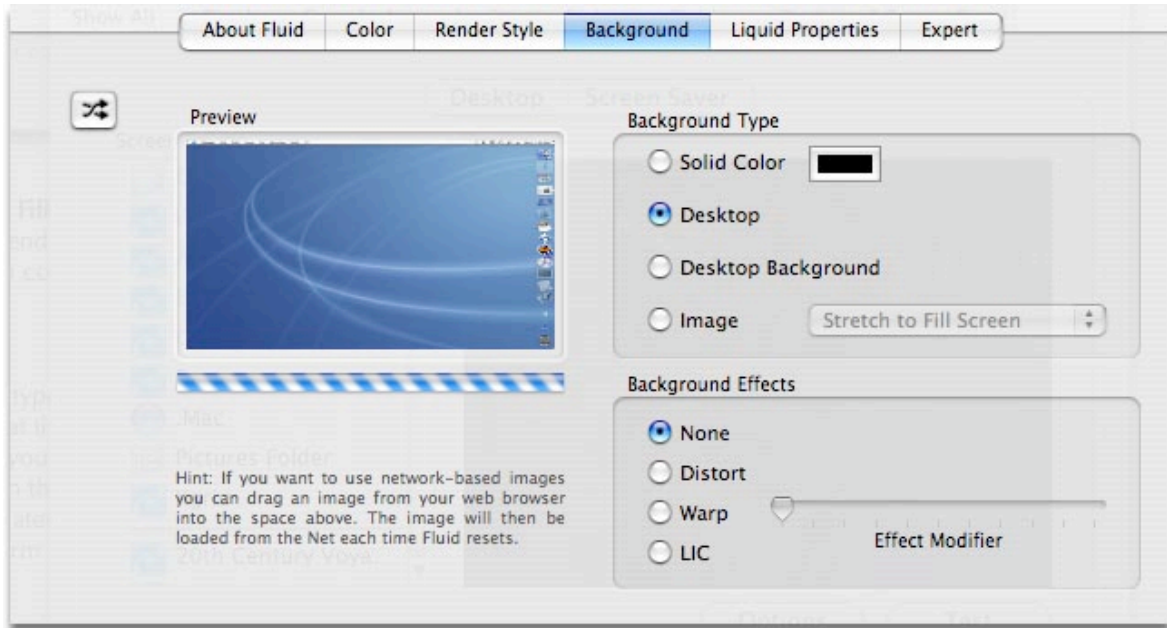 Show All
About Fluid
Color
Render Style
Background
Liquid Properties
Expert
Desktop
Screen Saver
Preview
Background Type
Solid Color
Desktop
Desktop Background
Image
Stretch to Fill Screen
Background Effects
None
.Mac
Distort
Pictures Folder
Hint: If you want to use network-based images
you can drag an image from your web browser
into the space above. The image will then be
loaded from the Net each time Fluid resets.
Warp
Effect Modifier
LIC
20th Century Voya
Options
Test